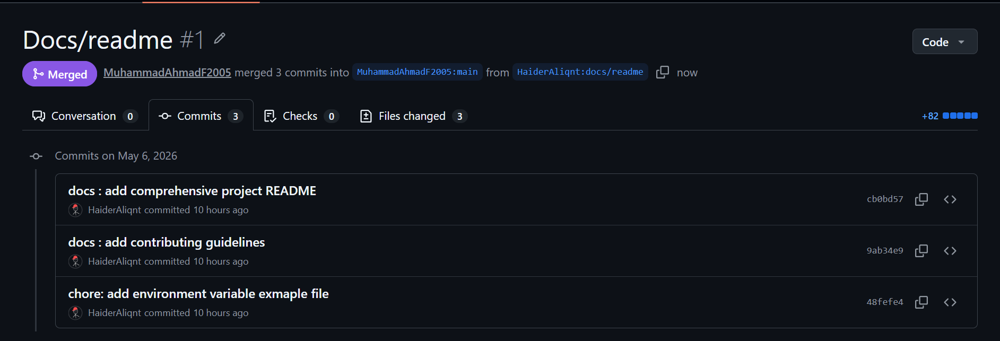 Docs/readme #1
Code
Merged
MuhammadAhmadF2005 merged 3 commits into MuhammadAhmadF2005:main from HaiderAliqnt:docs/readme now
Conversation 0 Commits 3 Checks 0 Files changed 3 +82
Commits on May 6, 2026
docs : add comprehensive project README
HaiderAliqnt committed 10 hours ago
cb0bd57
docs : add contributing guidelines
HaiderAliqnt committed 10 hours ago
9ab34e9
chore: add environment variable exmaple file
HaiderAliqnt committed 10 hours ago
48fefe4